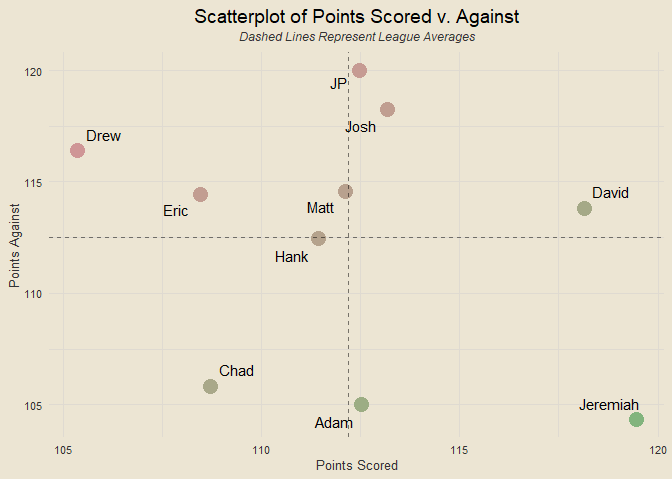 Scatterplot of Points Scored v. Against
Dashed Lines Represent League Averages
120
JP
Josh
Drew
115
David
Eric
Matt
Hank
Points Against
110
Chad
105
Jeremiah
Adam
105
110
115
120
Points Scored